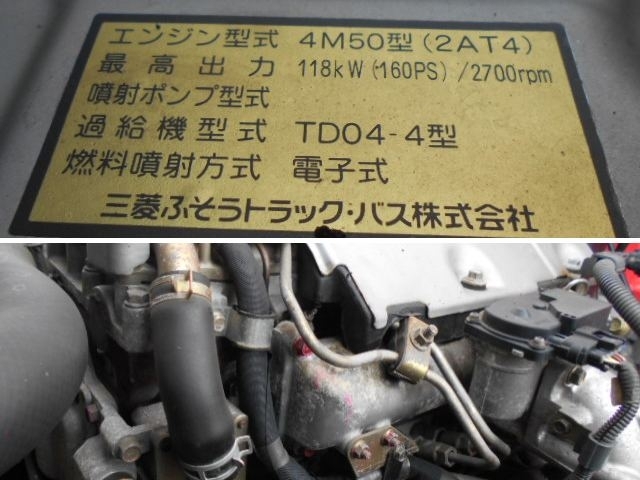 エンジン型式 4M50型(2AT4)
最高出力 118kW(160PS)/2700rpm
噴射ポンプ型式
過給機型式 TD04-4型
燃料噴射方式 電子式
三菱ふそうトラック・バス株式会社